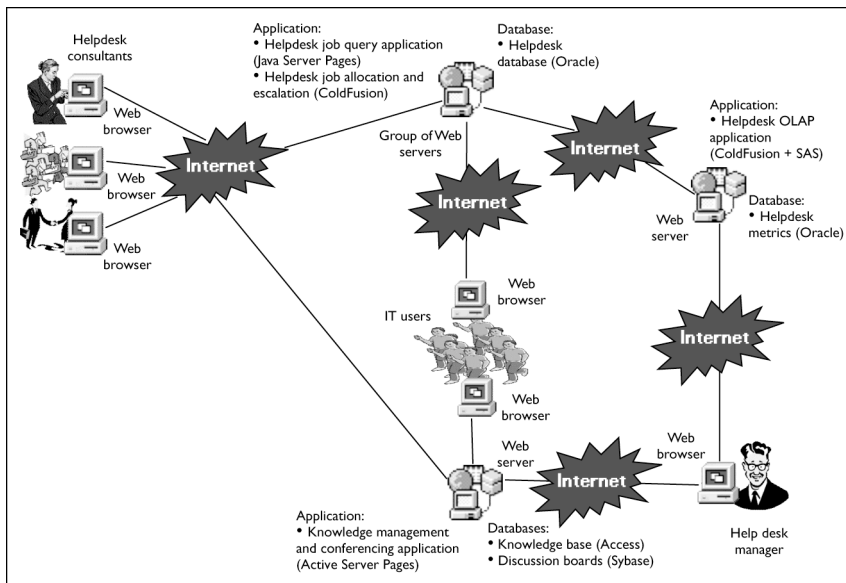 Helpdesk
consultants
Web
browser
Web
browser
Web
browser
Internet
Application:
• Helpdesk job query application
(Java Server Pages)
• Helpdesk job allocation and
escalation (ColdFusion)
Database:
• Helpdesk
database (Oracle)
Group of Web
servers
Internet
Application:
• Helpdesk OLAP
application
(ColdFusion + SAS)
Web
server
Database:
• Helpdesk
metrics (Oracle)
Internet
Web
browser
IT users
Web
browser
Internet
Web
server
Internet
Web
browser
Application:
• Knowledge management
and conferencing application
(Active Server Pages)
Databases:
• Knowledge base (Access)
• Discussion boards (Sybase)
Help desk
manager